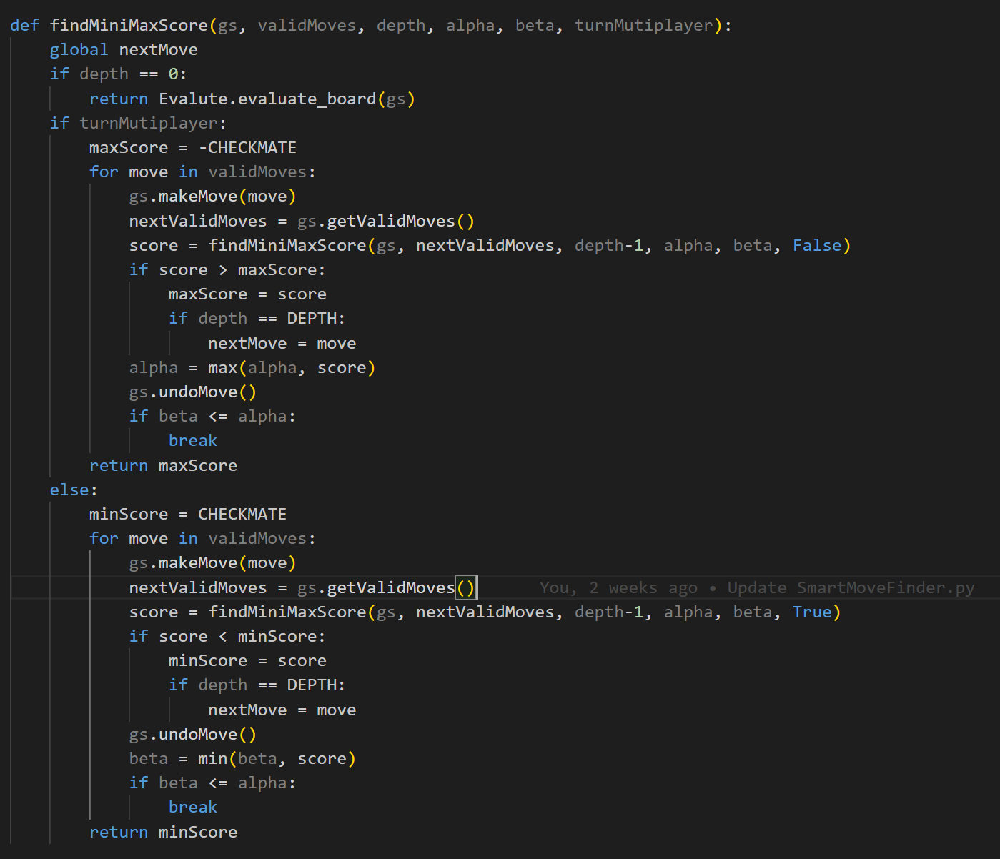 def findMiniMaxScore(gs, validMoves, depth, alpha, beta, turnMutiplayer):
    global nextMove
    if depth == 0:
        return Evalute.evaluate_board(gs)
    if turnMutiplayer:
        maxScore = -CHECKMATE
        for move in validMoves:
            gs.makeMove(move)
            nextValidMoves = gs.getValidMoves()
            score = findMiniMaxScore(gs, nextValidMoves, depth-1, alpha, beta, False)
            if score > maxScore:
                maxScore = score
                if depth == DEPTH:
                    nextMove = move
            alpha = max(alpha, score)
            gs.undoMove()
            if beta <= alpha:
                break
        return maxScore
    else:
        minScore = CHECKMATE
        for move in validMoves:
            gs.makeMove(move)
            nextValidMoves = gs.getValidMoves()      You, 2 weeks ago • Update SmartMoveFinder.py
            score = findMiniMaxScore(gs, nextValidMoves, depth-1, alpha, beta, True)
            if score < minScore:
                minScore = score
                if depth == DEPTH:
                    nextMove = move
            gs.undoMove()
            beta = min(beta, score)
            if beta <= alpha:
                break
        return minScore